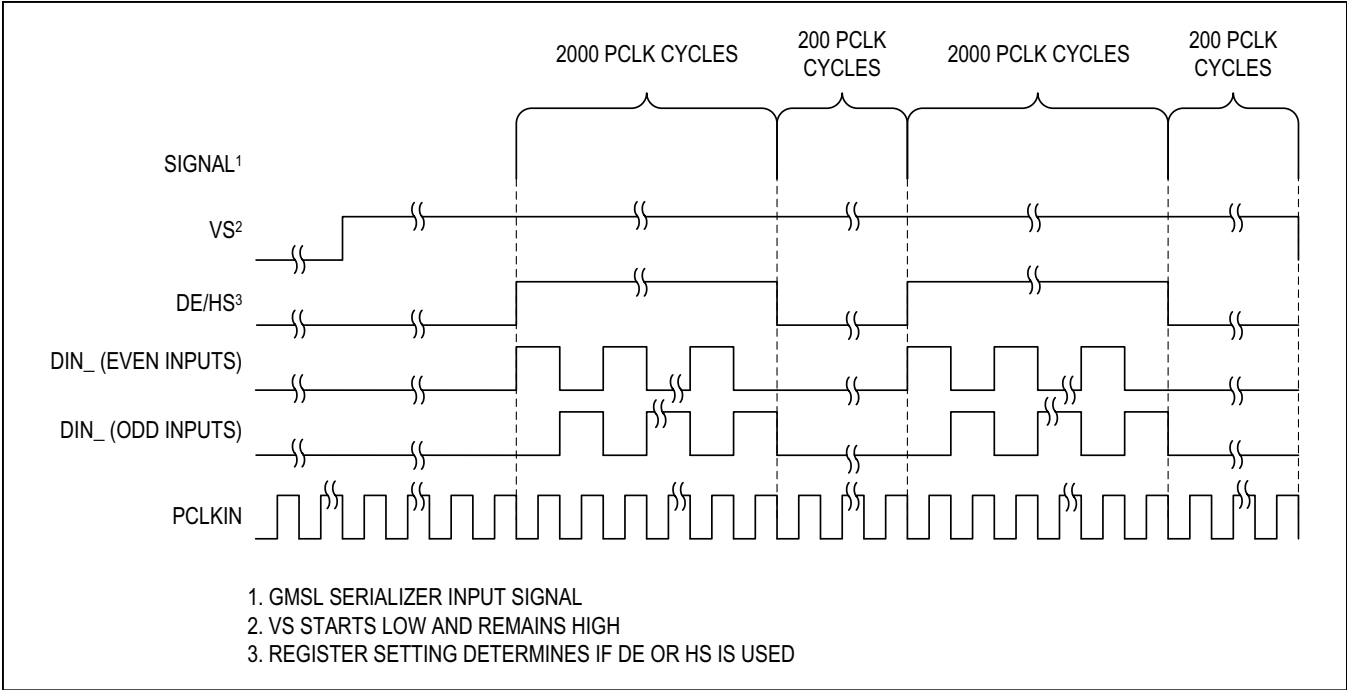 2000 PCLK CYCLES
200 PCLK
CYCLES
2000 PCLK CYCLES
200 PCLK
CYCLES
SIGNAL¹
VS²
DE/HS³
DIN_ (EVEN INPUTS)
DIN_ (ODD INPUTS)
PCLKIN
1. GMSL SERIALIZER INPUT SIGNAL
2. VS STARTS LOW AND REMAINS HIGH
3. REGISTER SETTING DETERMINES IF DE OR HS IS USED